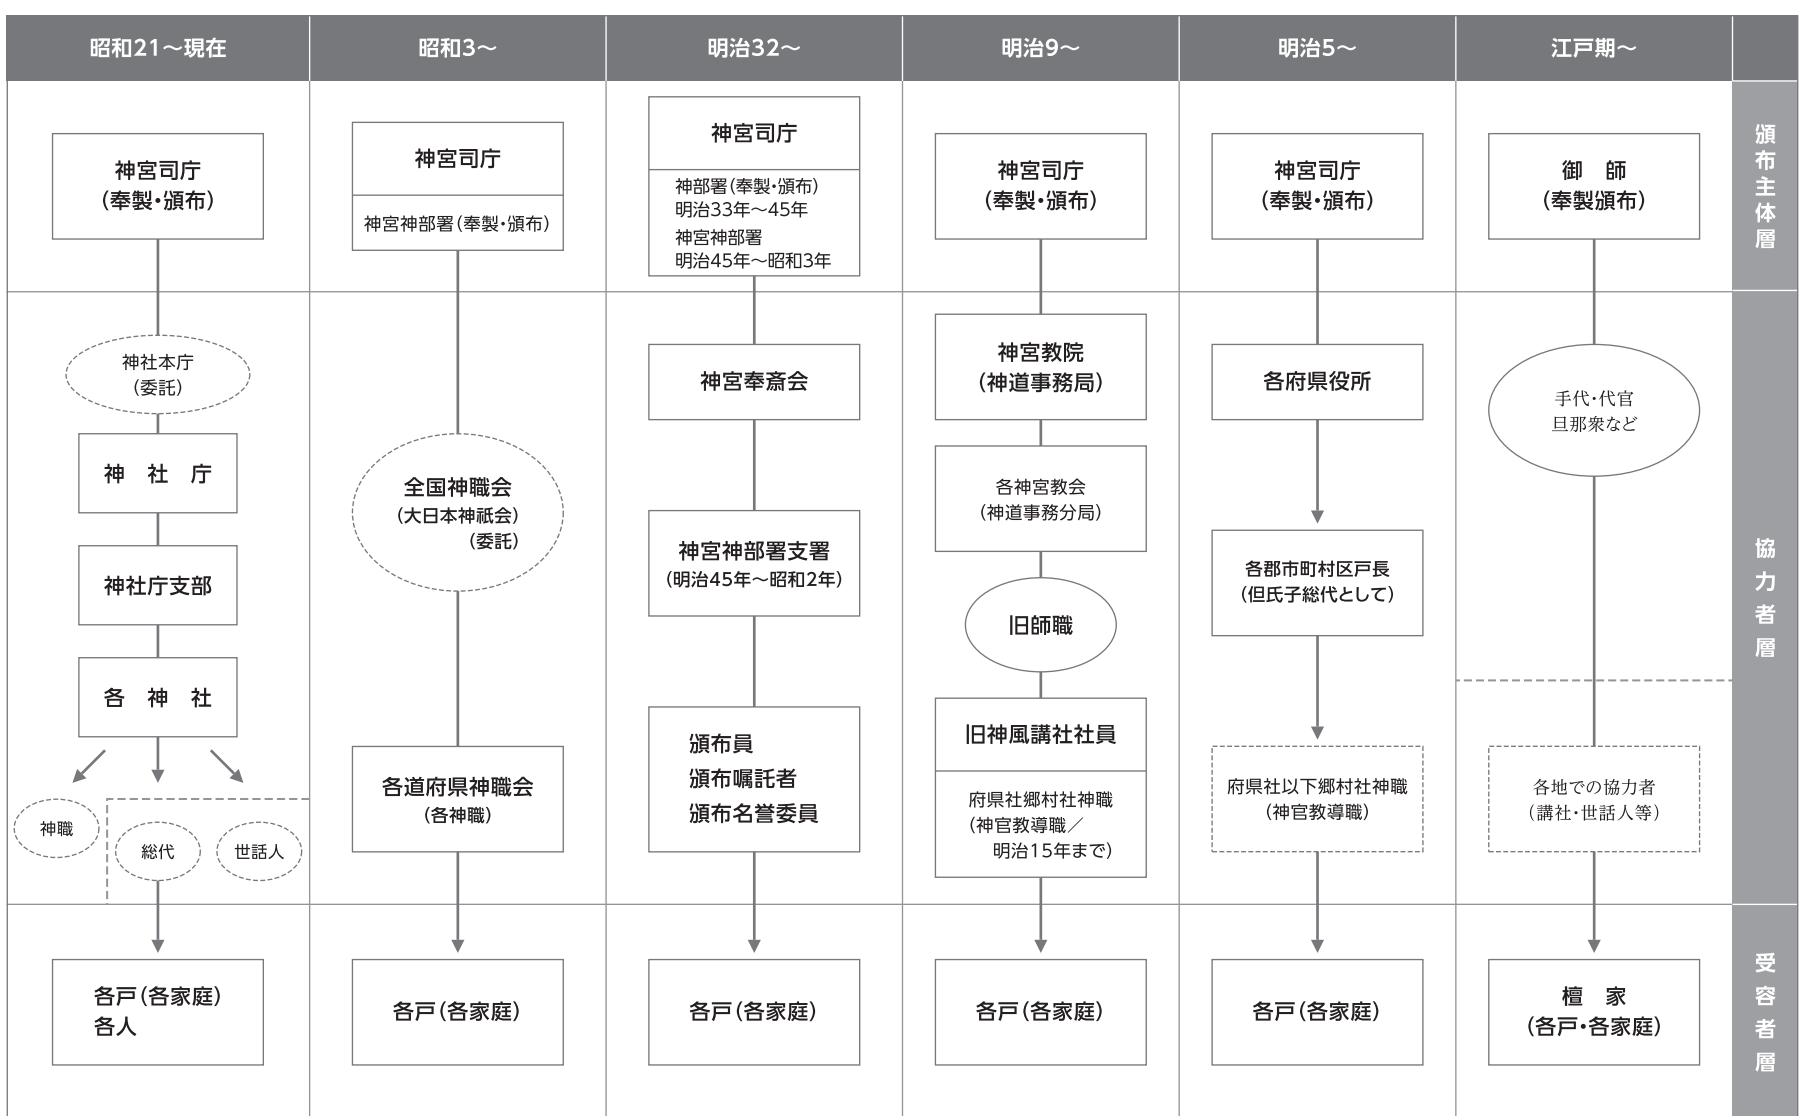 江戸期～
明治5～
明治9～
明治32～
昭和3～
昭和21～現在
頒布主体層
御　師
（奉製頒布）
神宮司庁
（奉製・頒布）
神宮司庁
（奉製・頒布）
神宮司庁
神部署（奉製・頒布）
明治33年～45年
神宮神部署
明治45年～昭和3年
神宮司庁
神宮神部署（奉製・頒布）
神宮司庁
（奉製・頒布）
協力者層
手代・代官
旦那衆など
各地での協力者
（講社・世話人等）
各府県役所
各郡市町村区戸長
（但氏子総代として）
府県社以下郷村社神職
（神官教導職）
神宮教院
（神道事務局）
各神宮教会
（神道事務分局）
旧師職
旧神風講社社員
府県社郷村社神職
（神官教導職／
明治15年まで）
神宮奉斎会
神宮神部署支署
（明治45年～昭和2年）
頒布員
頒布嘱託者
頒布名誉委員
全国神職会
（大日本神祇会）
（委託）
各道府県神職会
（各神職）
神社本庁
（委託）
神　社　庁
神社庁支部
各　神　社
神職
総代
世話人
受容者層
檀　家
（各戸・各家庭）
各戸（各家庭）
各戸（各家庭）
各戸（各家庭）
各戸（各家庭）
各戸（各家庭）
各人